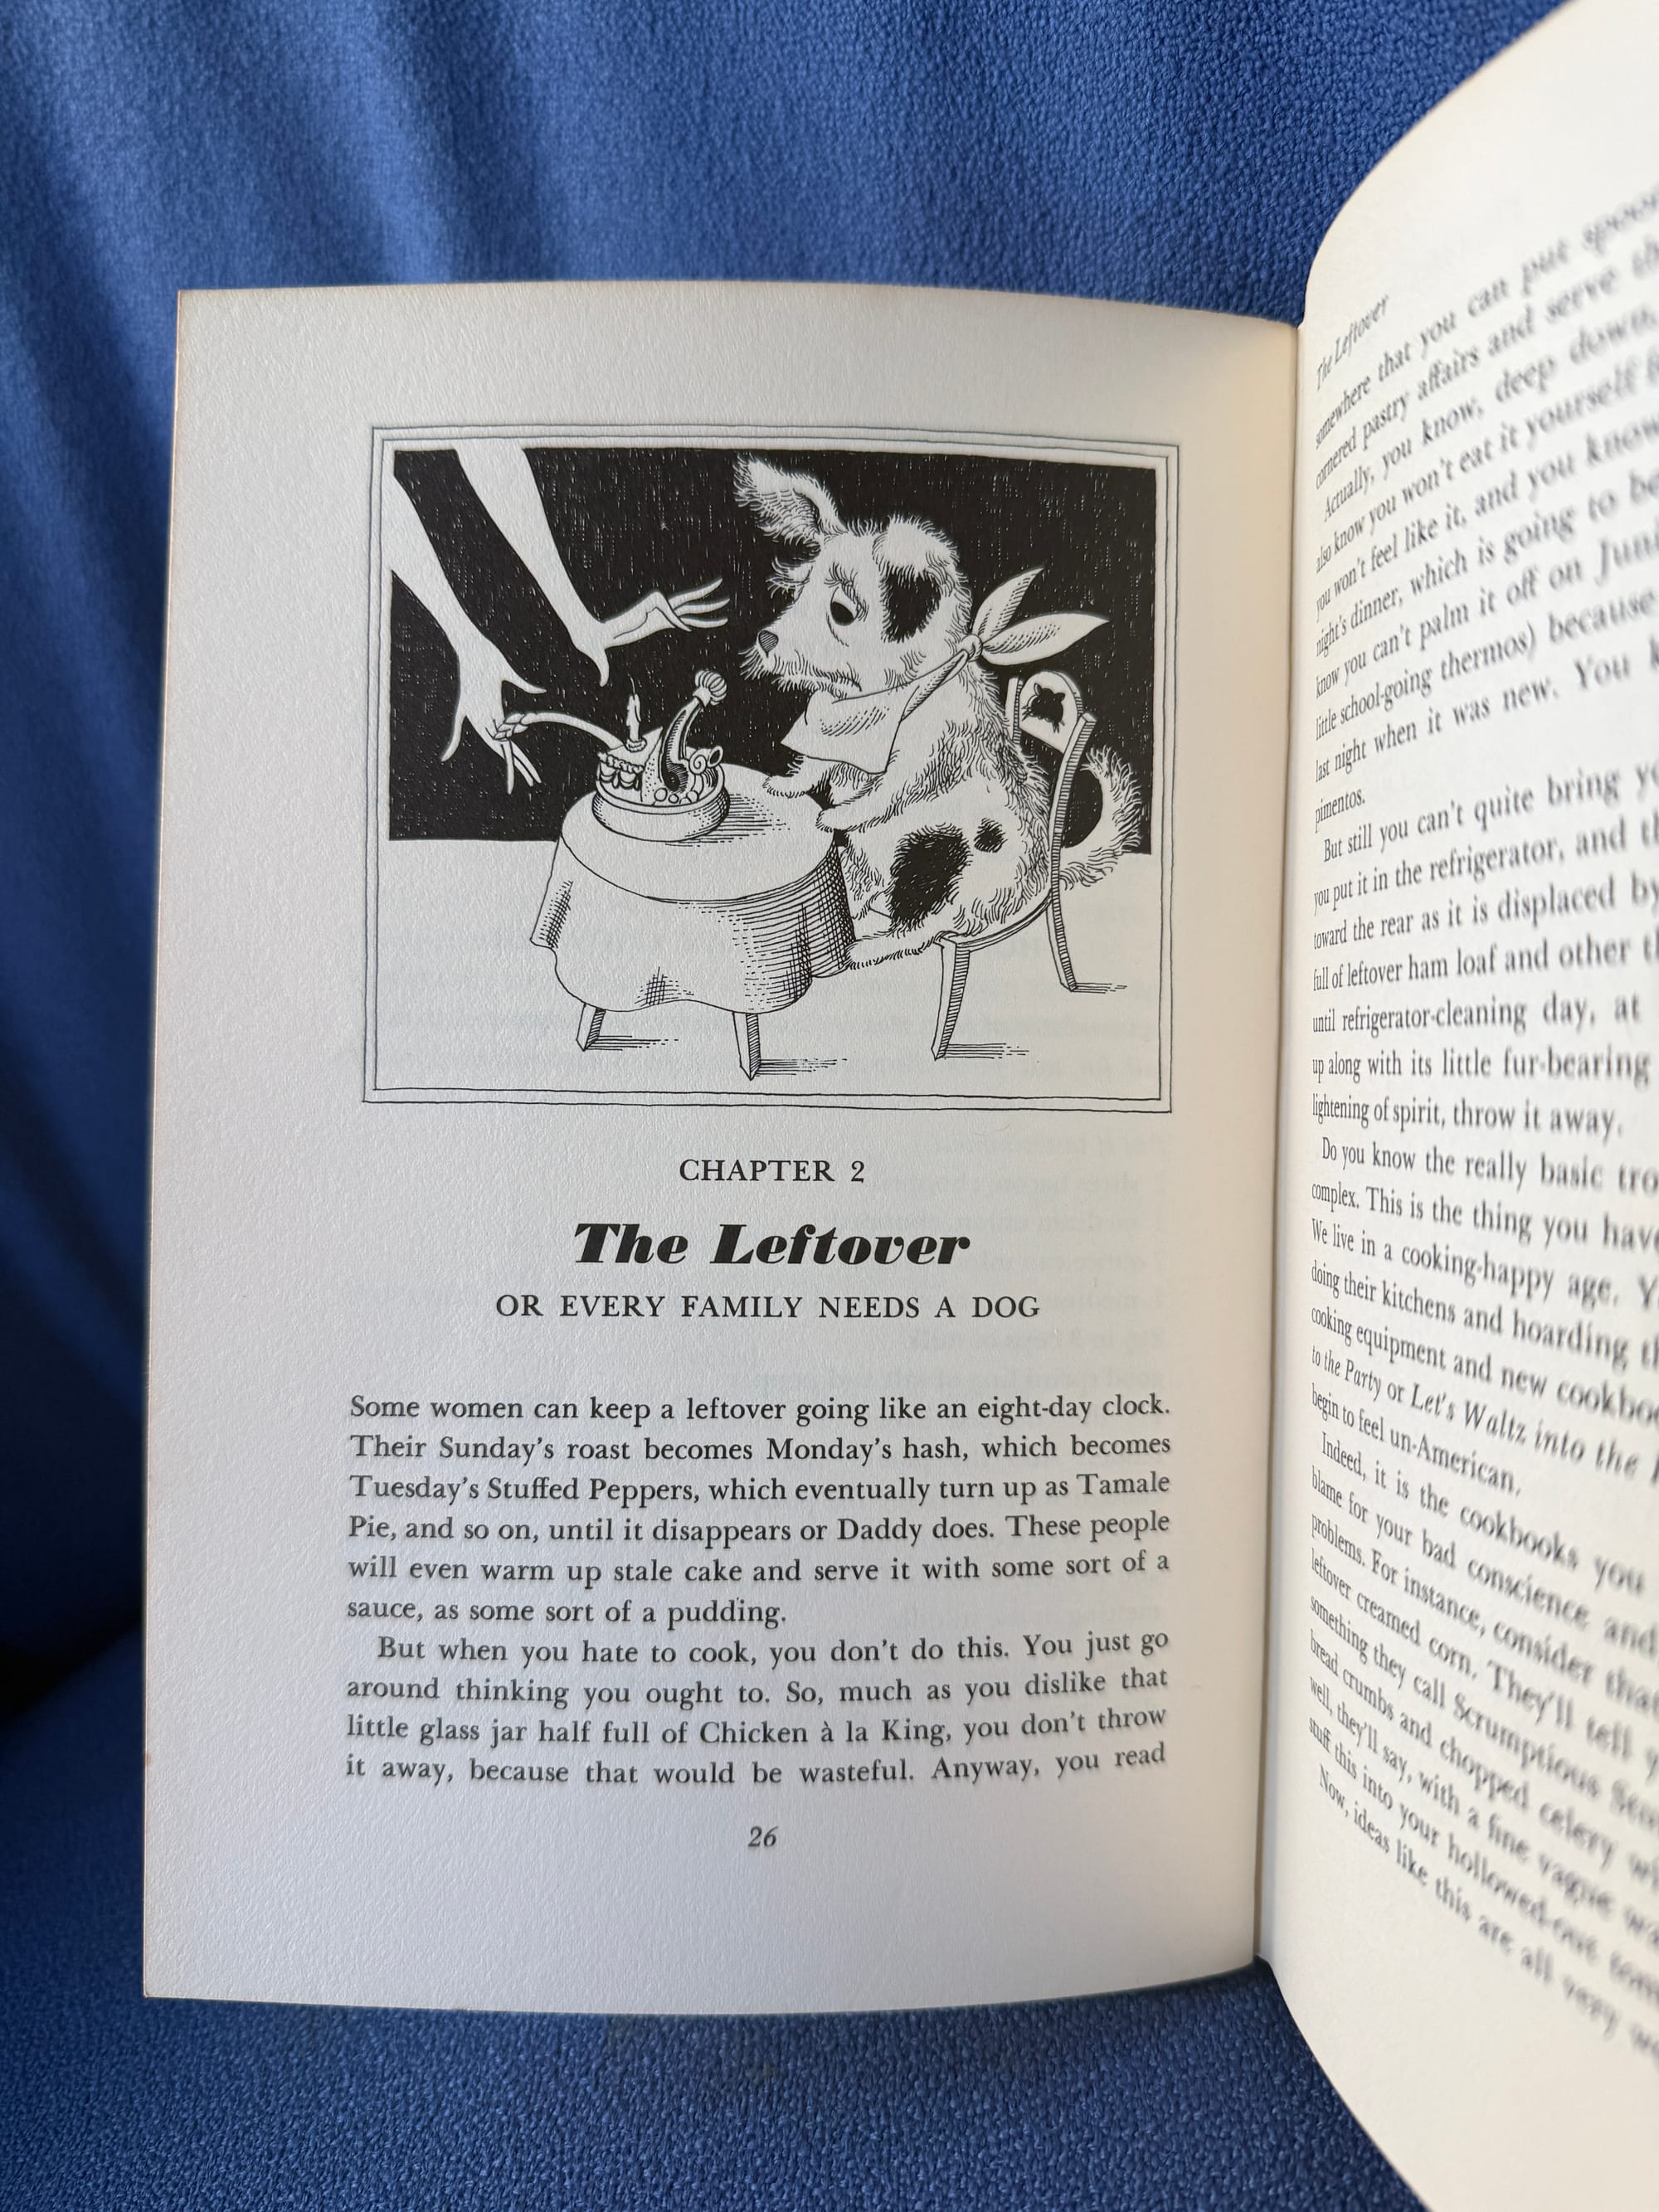 CHAPTER 2
The Leftover
OR EVERY FAMILY NEEDS A DOG
Some women can keep a leftover going like an eight-day clock.
Their Sunday's roast becomes Monday's hash, which becomes
Tuesday's Stuffed Peppers, which eventually turn up as Tamale
Pie, and so on, until it disappears or Daddy does. These people
will even warm up stale cake and serve it with some sort of a
sauce, as some sort of a pudding.
But when you hate to cook, you don't do this. You just go
around thinking you ought to. So, much as you dislike that
little glass jar half full of Chicken à la King, you don't throw
it away, because that would be wasteful. Anyway, you read
26
The Leftover
somewhere that you can put
cornered pastry affairs and serve
Actually, you know, deep down,
also know you won't eat it yourself
you won't feel like it, and you know
night's dinner, which is going to be
know you can't palm it off on
little school-going thermos) because
last night when it was new. You
pimentos.
But still you can't quite bring
you put it in the refrigerator, and
toward the rear as it is displaced by
full of leftover ham loaf and other
until refrigerator-cleaning day, at
up along with its little fur-bearing
lightening of spirit, throw it away.
Do you know the really basic
complex. This is the thing you have
We live in a cooking-happy age.
doing their kitchens and hoarding
cooking equipment and new
to the Party or Let's Waltz into the
begin to feel un-American.
Indeed, it is the cookbooks you
blame for your bad conscience and
problems. For instance, consider
leftover creamed corn. They'll tell
something they call Scrumptious
bread crumbs and chopped celery
well, they'll say, with a fine vague
stuff this into your hollowed-out
Now, ideas like this are all very